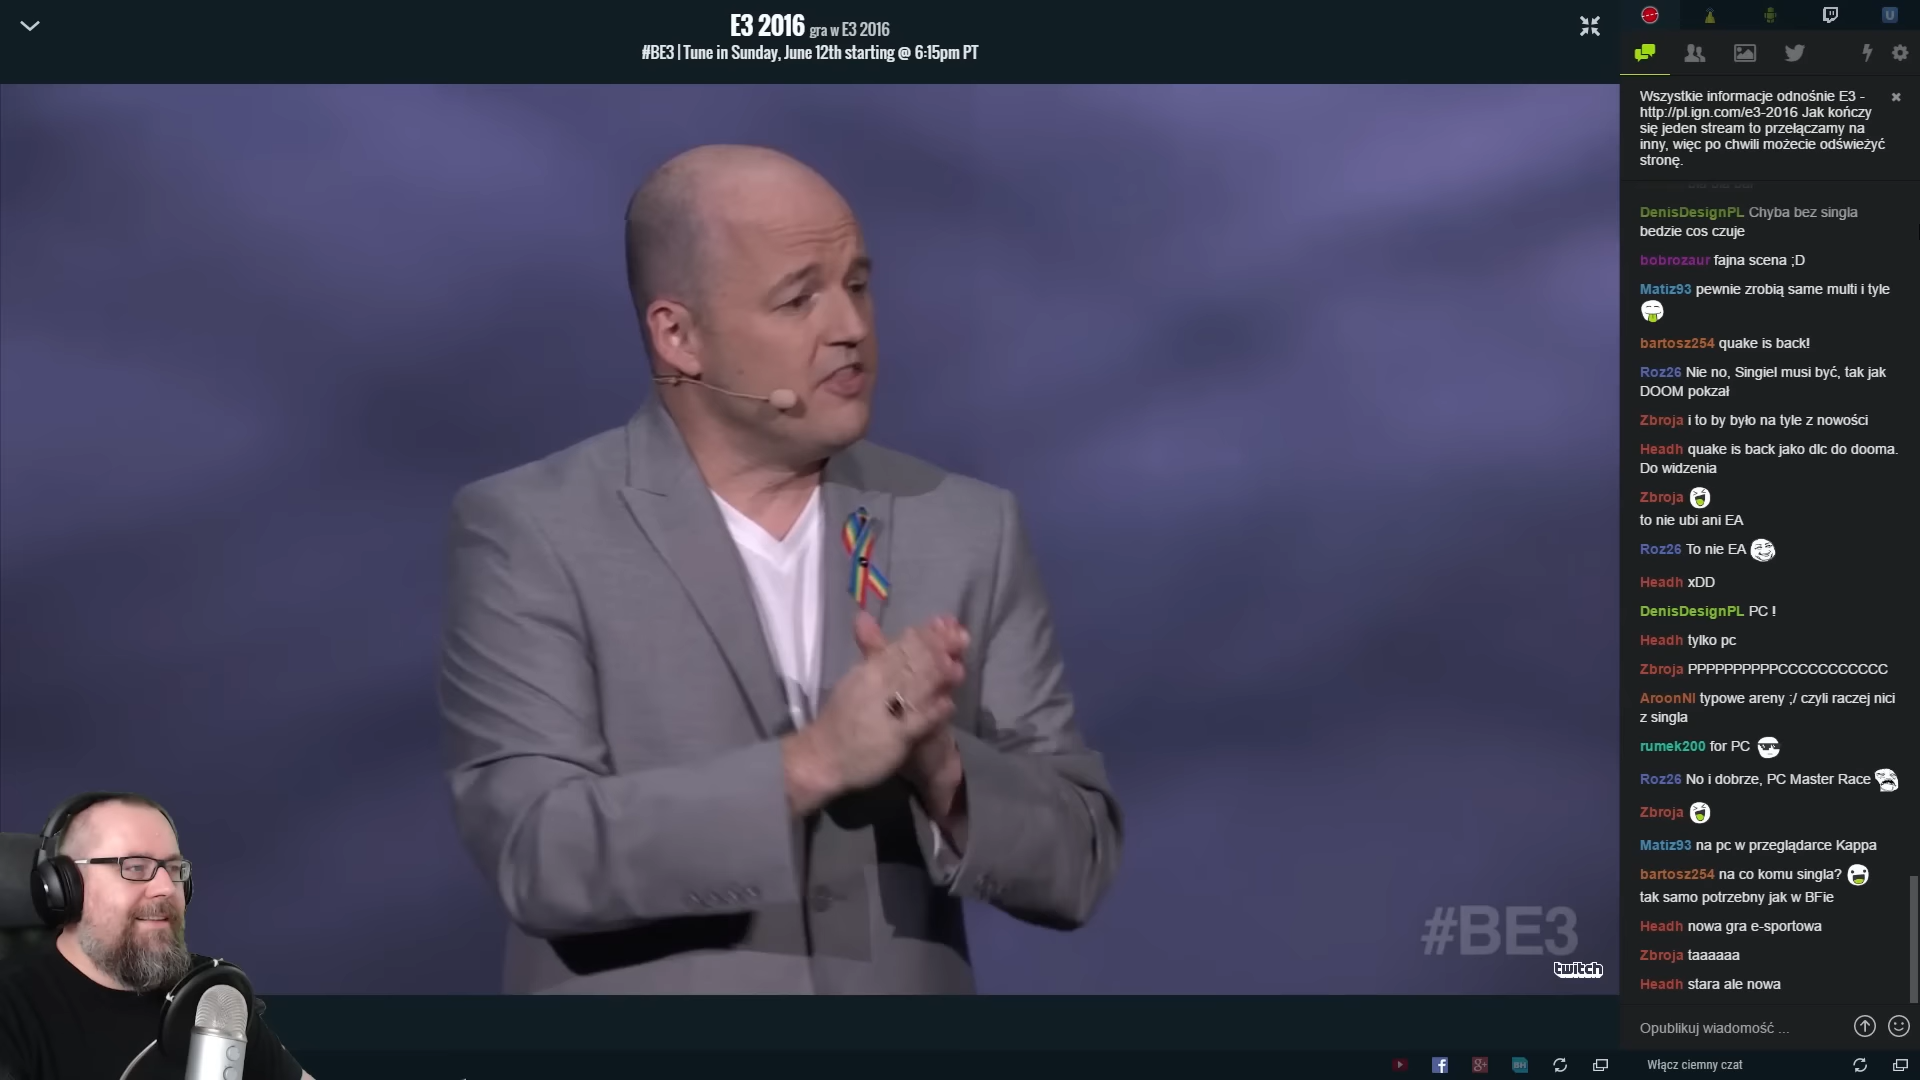 E3 2016 gra w E3 2016
#BE3 | Tune in Sunday, June 12th starting @ 6:15pm PT
Wszystkie informacje odnośnie E3 -
http://pl.ign.com/e3-2016 Jak kończy
się jeden stream to przełączamy na
inny, więc po chwili możecie odświeżyć
stronę.
DenisDesignPL Chyba bez singla
bedzie cos czuje
bobrozaur fajna scena ;D
Matiz93 pewnie zrobią same multi i tyle
bartosz254 quake is back!
Roz26 Nie no, Singiel musi być, tak jak
DOOM pokzał
Zbroja i to by było na tyle z nowości
Headh quake is back jako dlc do dooma.
Do widzenia
Zbroja
to nie ubi ani EA
Roz26 To nie EA
Headh xDD
DenisDesignPL PC !
Headh tylko pc
Zbroja PPPPPPPPPPCCCCCCCCCCC
AroonNI typowe areny ;/ czyli raczej nici
z singla
rumek200 for PC
Roz26 No i dobrze, PC Master Race
Zbroja
Matiz93 na pc w przeglądarce Kappa
bartosz254 na co komu singla?
tak samo potrzebny jak w BFie
Headh nowa gra e-sportowa
Zbroja taaaaaa
Headh stara ale nowa
Opublikuj wiadomość ...
Włącz ciemny czat
#BE3
twitch